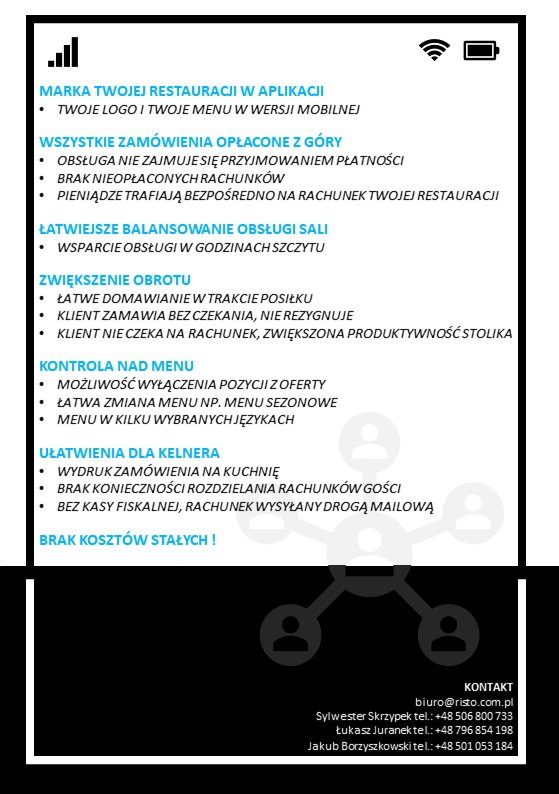 MARKA TWOJEJ RESTAURACJI W APLIKACJI
• TWOJE LOGO I TWOJE MENU W WERSJI MOBILNEJ
WSZYSTKIE ZAMÓWIENIA OPŁACONE Z GÓRY
• OBSŁUGA NIE ZAJMUJE SIĘ PRZYJMOWANIEM PŁATNOŚCI
• BRAK NIEOPŁACONYCH RACHUNKÓW
• PIENIĄDZE TRAFIAJĄ BEZPOŚREDNO NA RACHUNEK TWOJEJ RESTAURACJI
ŁATWIEJSZE BALANSOWANIE OBSŁUGI SALI
• WSPARCIE OBSŁUGI W GODZINACH SZCZYTU
ZWIĘKSZENIE OBROTU
• ŁATWE DOMAWIANIE W TRAKCIE POSIŁKU
• KLIENT ZAMAWIA BEZ CZEKANIA, NIE REZYGNUJE
• KLIENT NIE CZEKA NA RACHUNEK, ZWIĘKSZONA PRODUKTYWNOŚĆ STOLIKA
KONTROLA NAD MENU
• MOŻLIWOŚĆ WYŁĄCZENIA POZYCJI Z OFERTY
• ŁATWA ZMIANA MENU NP. MENU SEZONOWE
• MENU W KILKU WYBRANYCH JĘZYKACH
UŁATWIENIA DLA KELNERA
• WYDRUK ZAMÓWIENIA NA KUCHNIĘ
• BRAK KONIECZNOŚCI ROZDZIELANIA RACHUNKÓW GOŚCI
• BEZ KASY FISKALNEJ, RACHUNEK WYSYŁANY DROGĄ MAILOWĄ
BRAK KOSZTÓW STAŁYCH !
KONTAKT
biuro@risto.com.pl
Sylwester Skrzypek tel.: +48 506 800 733
Łukasz Juranek tel.: +48 796 854 198
Jakub Borzyszkowski tel.: +48 501 053 184